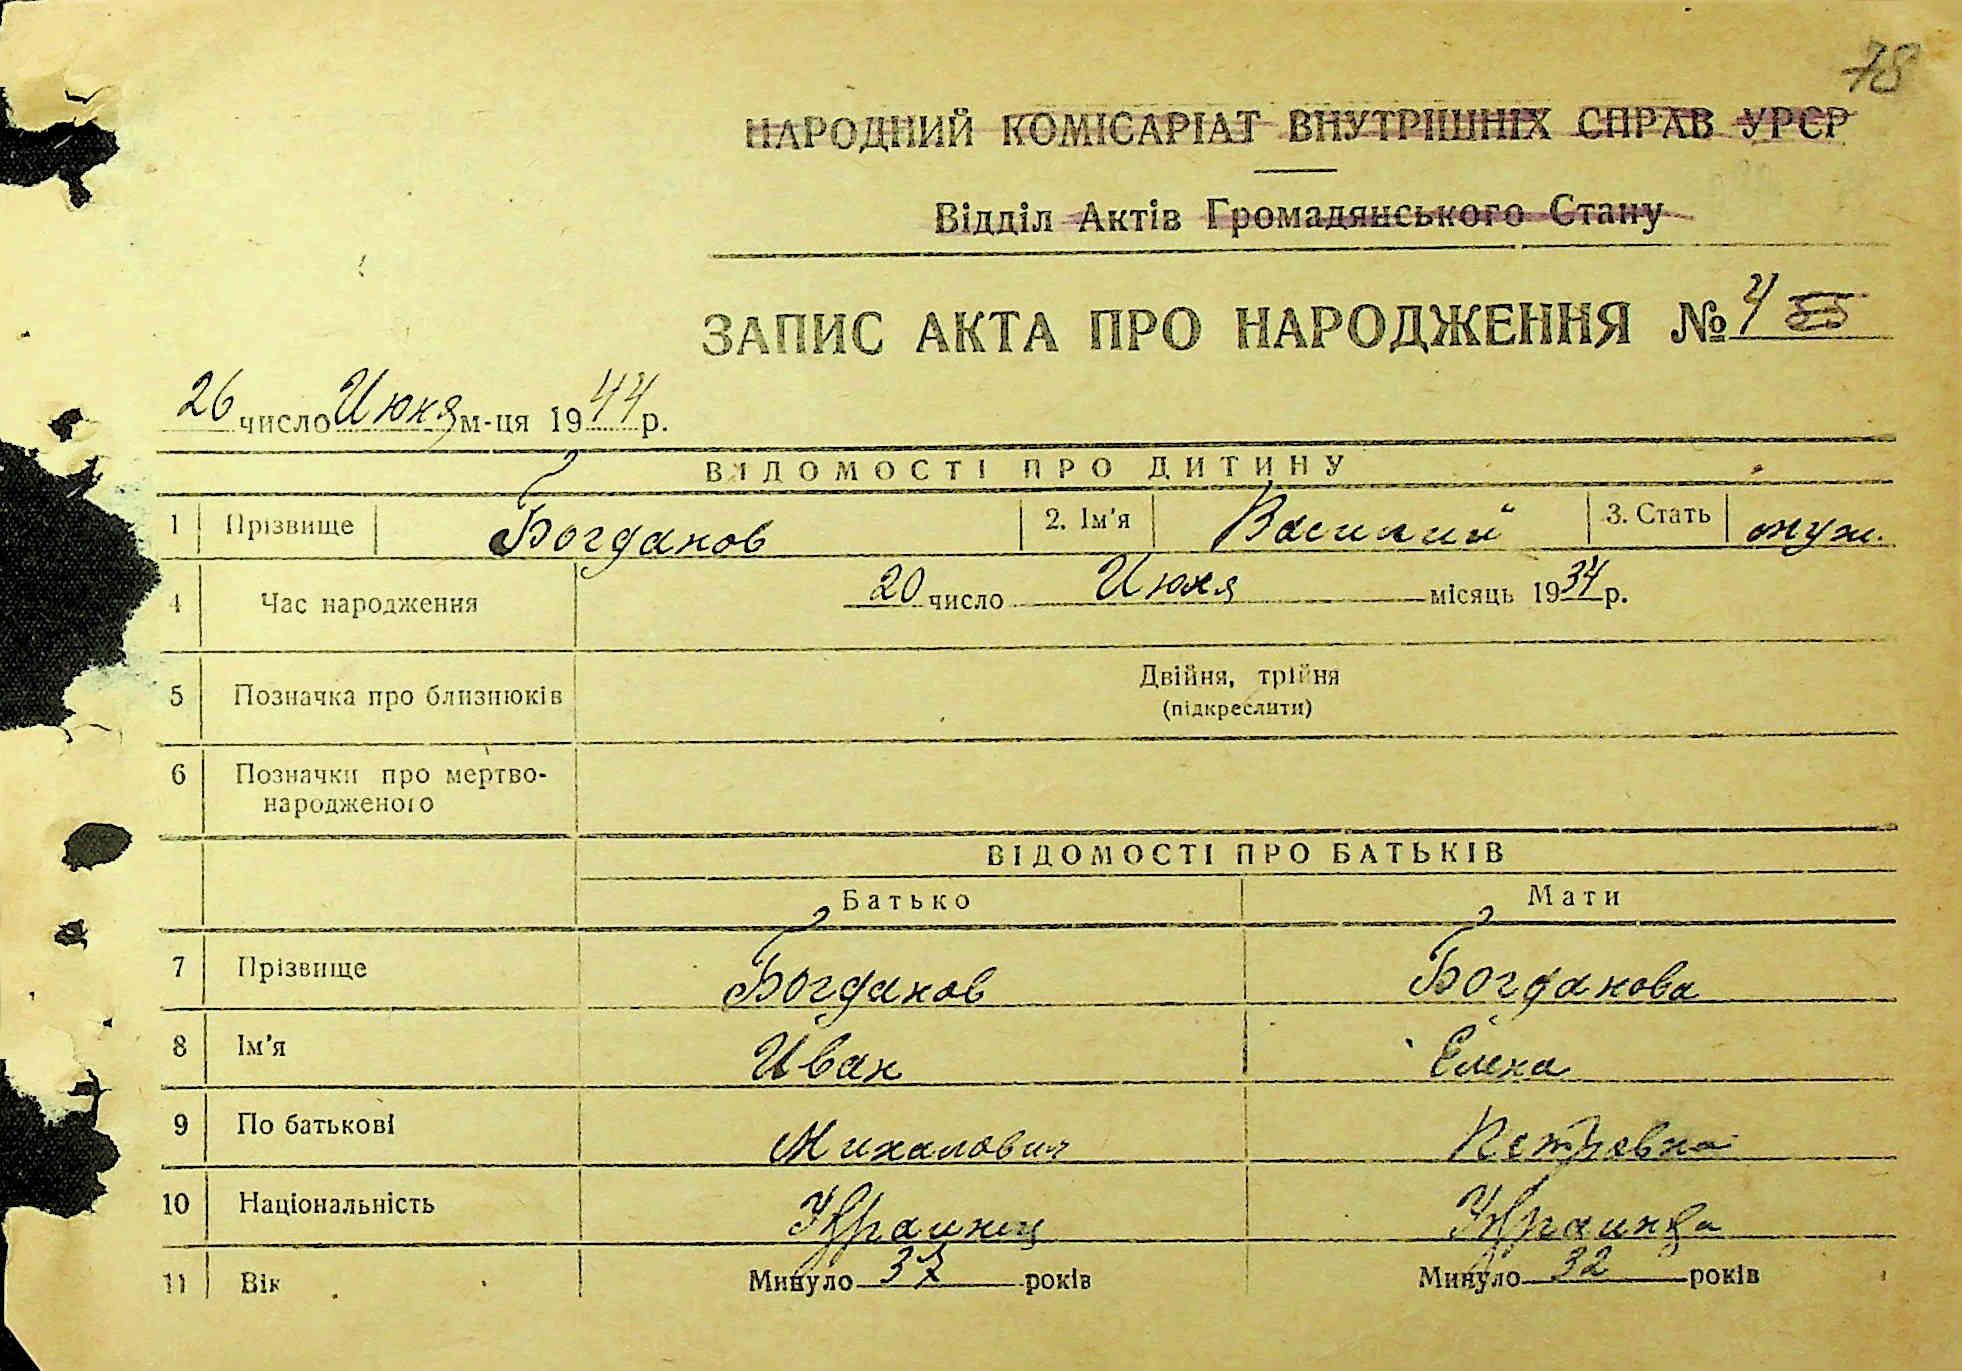 78
НАРОДНИЙ КОМІСАРІАТ ВНУТРІШНІХ СПРАВ УРСР
Відділ Актів Громадянського Стану
ЗАПИС АКТА ПРО НАРОДЖЕННЯ № 4
26 число Июня м-ця 1944 р.
ВІДОМОСТІ ПРО ДИТИНУ
1 Прізвище Богданов 2. Ім'я Василий 3. Стать муж.
4 Час народження 20 число Июня місяць 1934 р.
5 Позначка про близнюків Двійня, трійня
(підкреслити)
6 Позначки про мертво-
народженого
ВІДОМОСТІ ПРО БАТЬКІВ
Батько Мати
7 Прізвище Богданов Богданова
8 Ім'я Иван Елена
9 По батькові Михалович Петровна
10 Національність Украинец Украинка
11 Вік Минуло 37 років Минуло 32 років